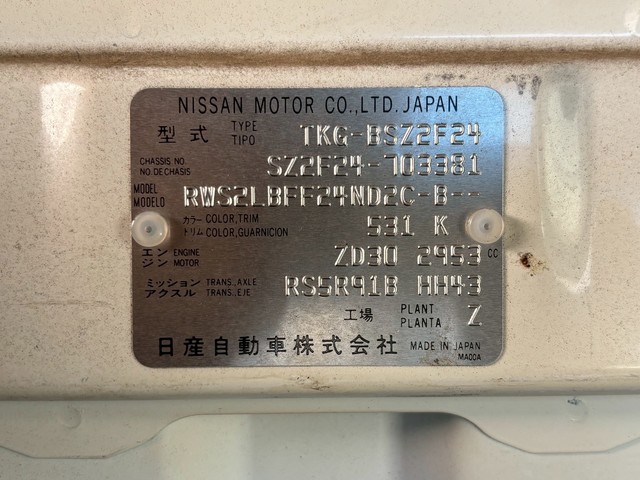 NISSAN MOTOR CO.,LTD. JAPAN
型式 TYPE TIPO TKG-BSZ2F24
CHASSIS NO. NO. DE CHASIS SZ2F24-703381
MODEL MODELO RWS2LBFF24ND2C-B--
カラー トリム COLOR,TRIM COLOR,GUARNICION 531 K
エンジン ENGINE MOTOR ZD30 2953 cc
ミッション アクスル TRANS.,AXLE TRANS.,EJE RS5R91B HH43
工場 PLANT PLANTA Z
日産自動車株式会社 MADE IN JAPAN
MA00A